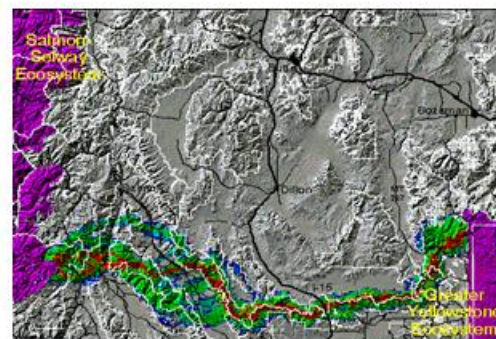 Salmon
Selway
Ecosystem
Bozeman
Dillon
I-15
Greater
Yellowstone
Ecosystem